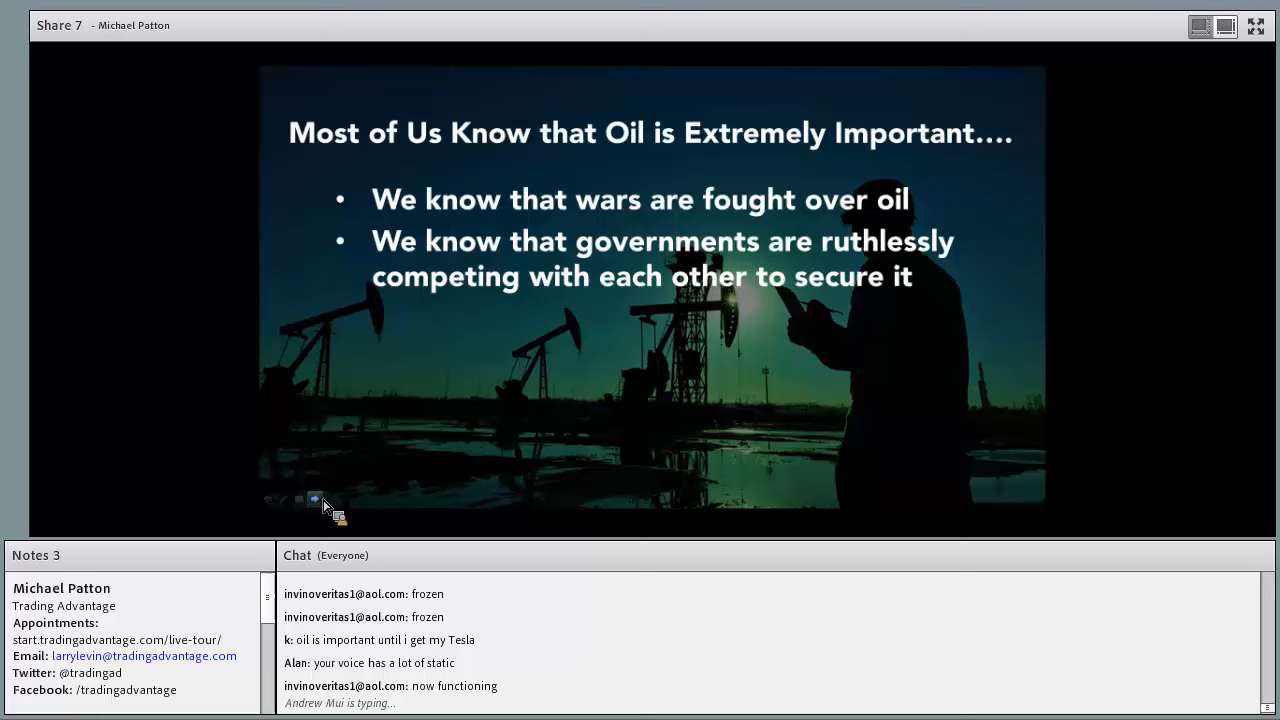 Share 7 - Michael Patton
Most of Us Know that Oil is Extremely Important....
• We know that wars are fought over oil
• We know that governments are ruthlessly
competing with each other to secure it
Notes 3
Michael Patton
Trading Advantage
Appointments:
start.tradingadvantage.com/live-tour/
Email: larrylevin@tradingadvantage.com
Twitter: @tradingad
Facebook: /tradingadvantage
Chat (Everyone)
invinoveritas1@aol.com: frozen
invinoveritas1@aol.com: frozen
k: oil is important until i get my Tesla
Alan: your voice has a lot of static
invinoveritas1@aol.com: now functioning
Andrew Mui is typing...